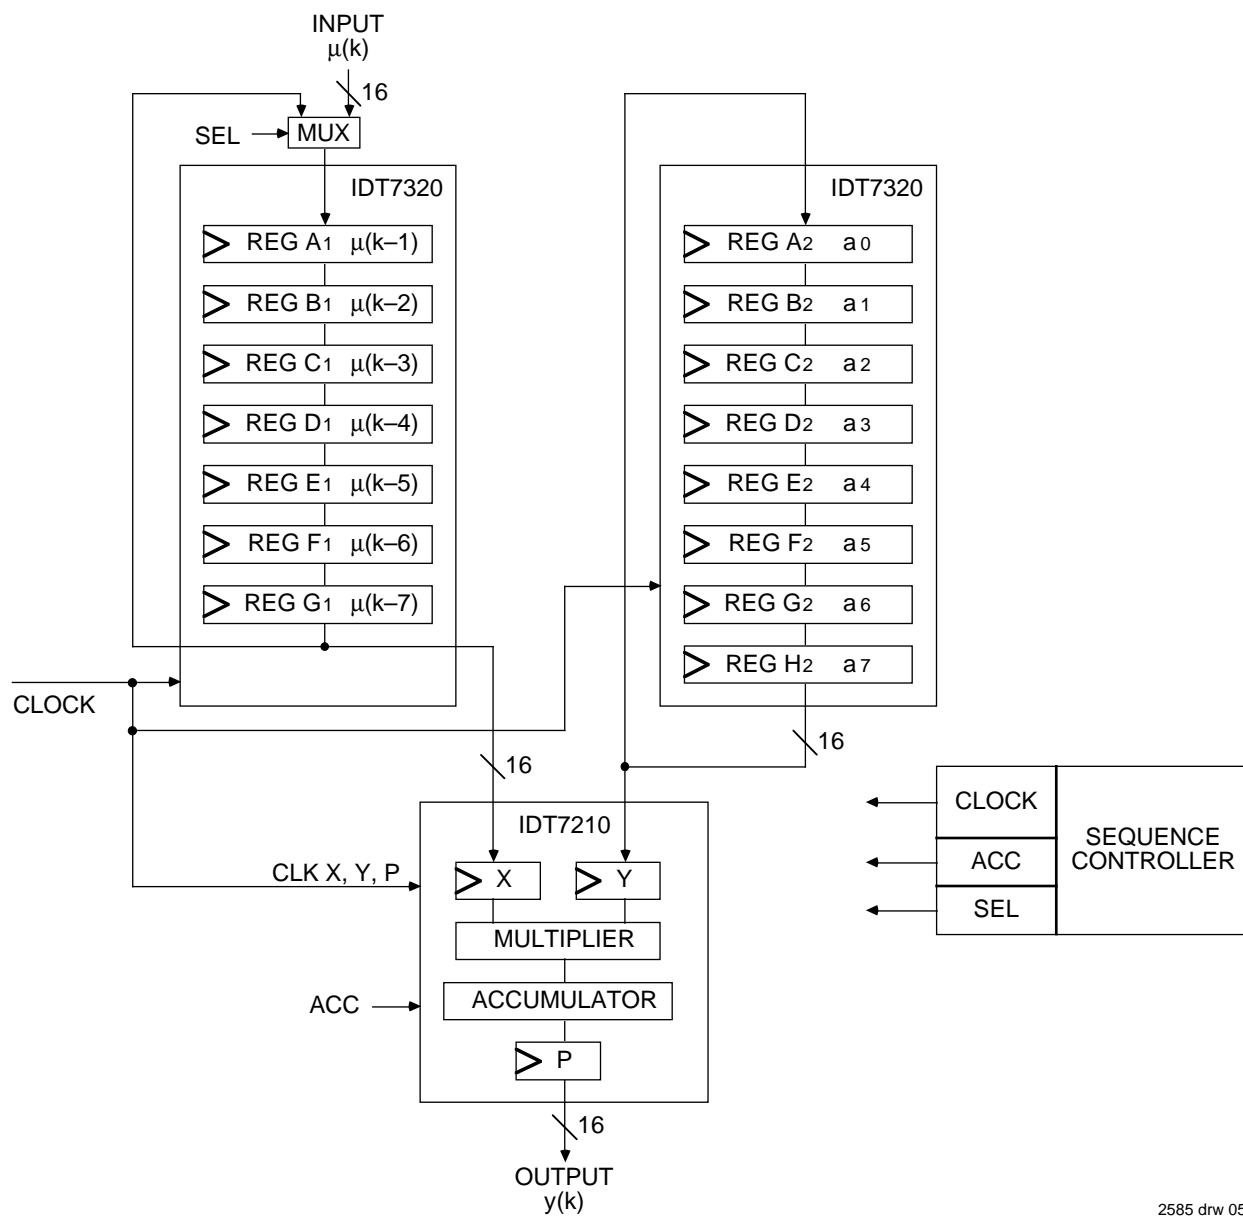 INPUT
μ(k)
16
SEL
MUX
IDT7320
REG A1 μ(k–1)
REG B1 μ(k–2)
REG C1 μ(k–3)
REG D1 μ(k–4)
REG E1 μ(k–5)
REG F1 μ(k–6)
REG G1 μ(k–7)
CLOCK
16
IDT7320
REG A2 a0
REG B2 a1
REG C2 a2
REG D2 a3
REG E2 a4
REG F2 a5
REG G2 a6
REG H2 a7
16
IDT7210
CLK X, Y, P
X
Y
MULTIPLIER
ACC
ACCUMULATOR
P
16
OUTPUT
y(k)
CLOCK
ACC
SEL
SEQUENCE
CONTROLLER
2585 drw 05